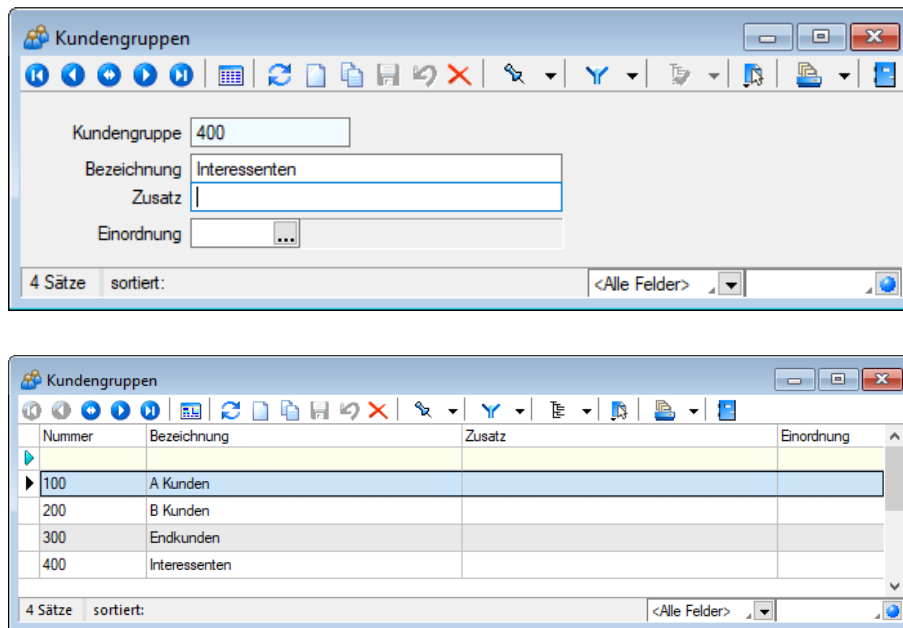 Kundengruppen
Kundengruppe 400
Bezeichnung Interessenten
Zusatz
Einordnung ...
4 Sätze sortiert: <Alle Felder>
Kundengruppen
Nummer Bezeichnung Zusatz Einordnung
100 A Kunden
200 B Kunden
300 Endkunden
400 Interessenten
4 Sätze sortiert: <Alle Felder>